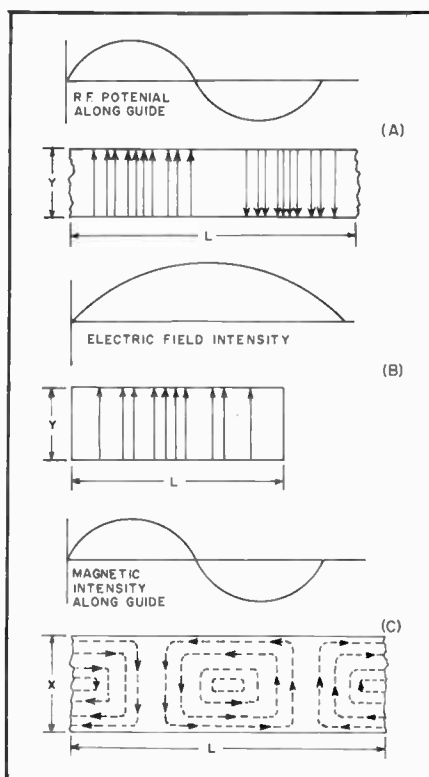 R.F. POTENIAL
ALONG GUIDE
(A)
Y
L
ELECTRIC FIELD INTENSITY
(B)
Y
L
MAGNETIC
INTENSITY
ALONG GUIDE
(C)
X
L